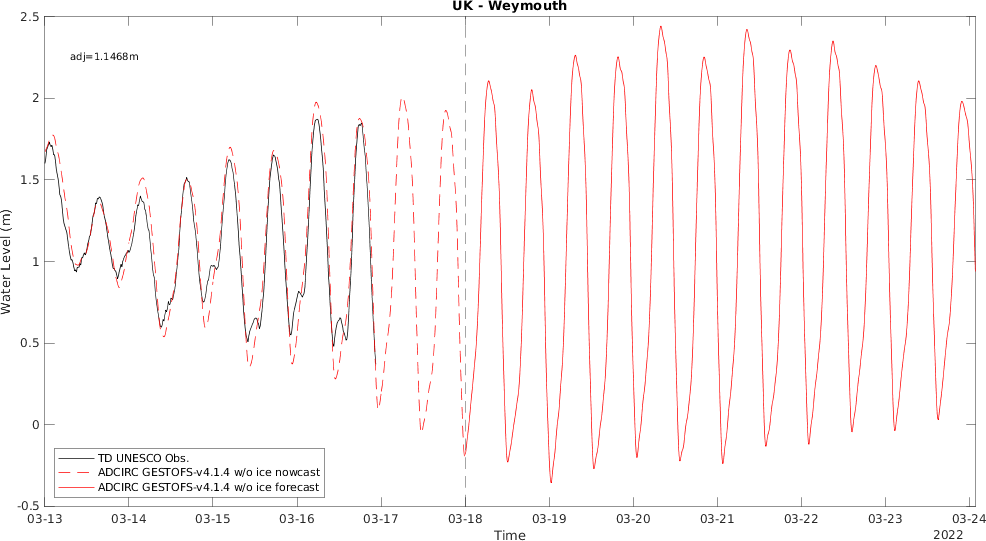 UK - Weymouth
adj=1.1468m
2.5
2
1.5
1
0.5
0
-0.5
Water Level (m)
TD UNESCO Obs.
ADCIRC GESTOFS-v4.1.4 w/o ice nowcast
ADCIRC GESTOFS-v4.1.4 w/o ice forecast
03-13 03-14 03-15 03-16 03-17 03-18 03-19 03-20 03-21 03-22 03-23 03-24
Time
2022